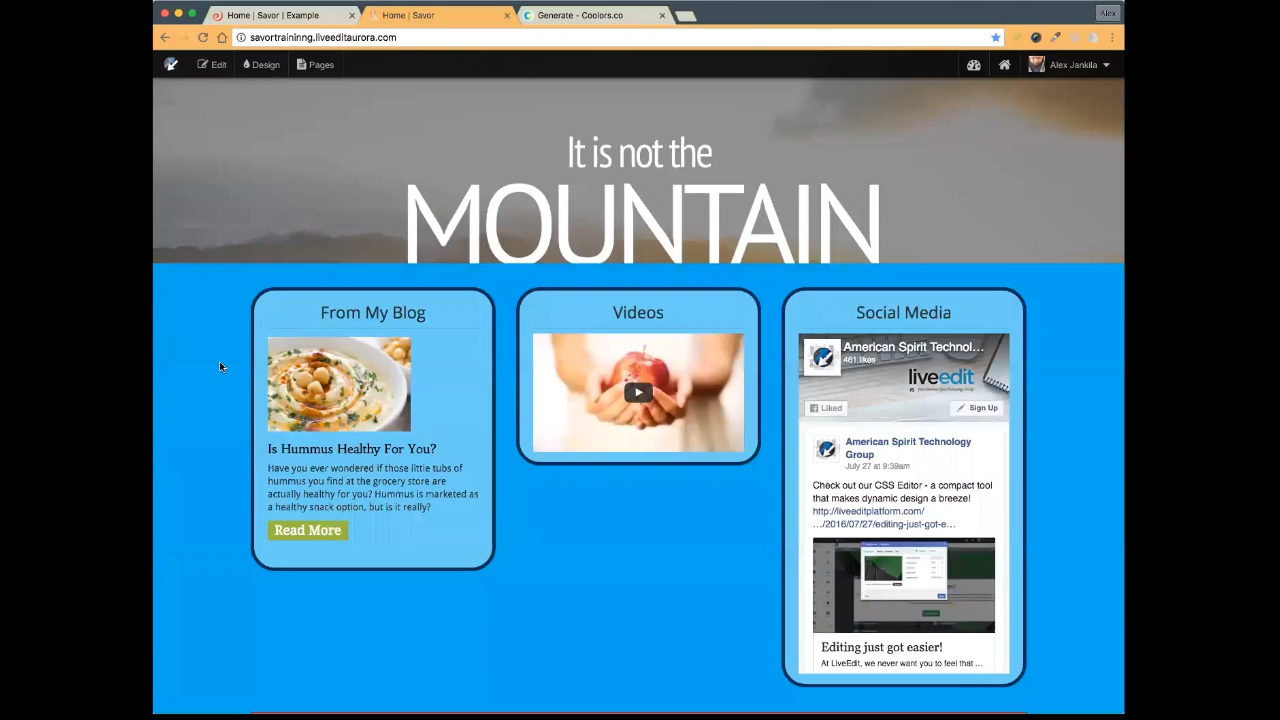 Home | Savor | Example
Home | Savor
Generate - Coolors.co
Alex
savortraininng.liveeditaurora.com
Edit
Design
Pages
Alex Jankila
It is not the
MOUNTAIN
From My Blog
Is Hummus Healthy For You?
Have you ever wondered if those little tubs of
hummus you find at the grocery store are
actually healthy for you? Hummus is marketed as
a healthy snack option, but is it really?
Read More
Videos
Social Media
American Spirit Technol...
461 likes
liveedit
Liked
Sign Up
American Spirit Technology
Group
July 27 at 9:39am
Check out our CSS Editor - a compact tool
that makes dynamic design a breeze!
http://liveeditplatform.com/
…/2016/07/27/editing-just-got-e…
Editing just got easier!
At LiveEdit, we never want you to feel that ...